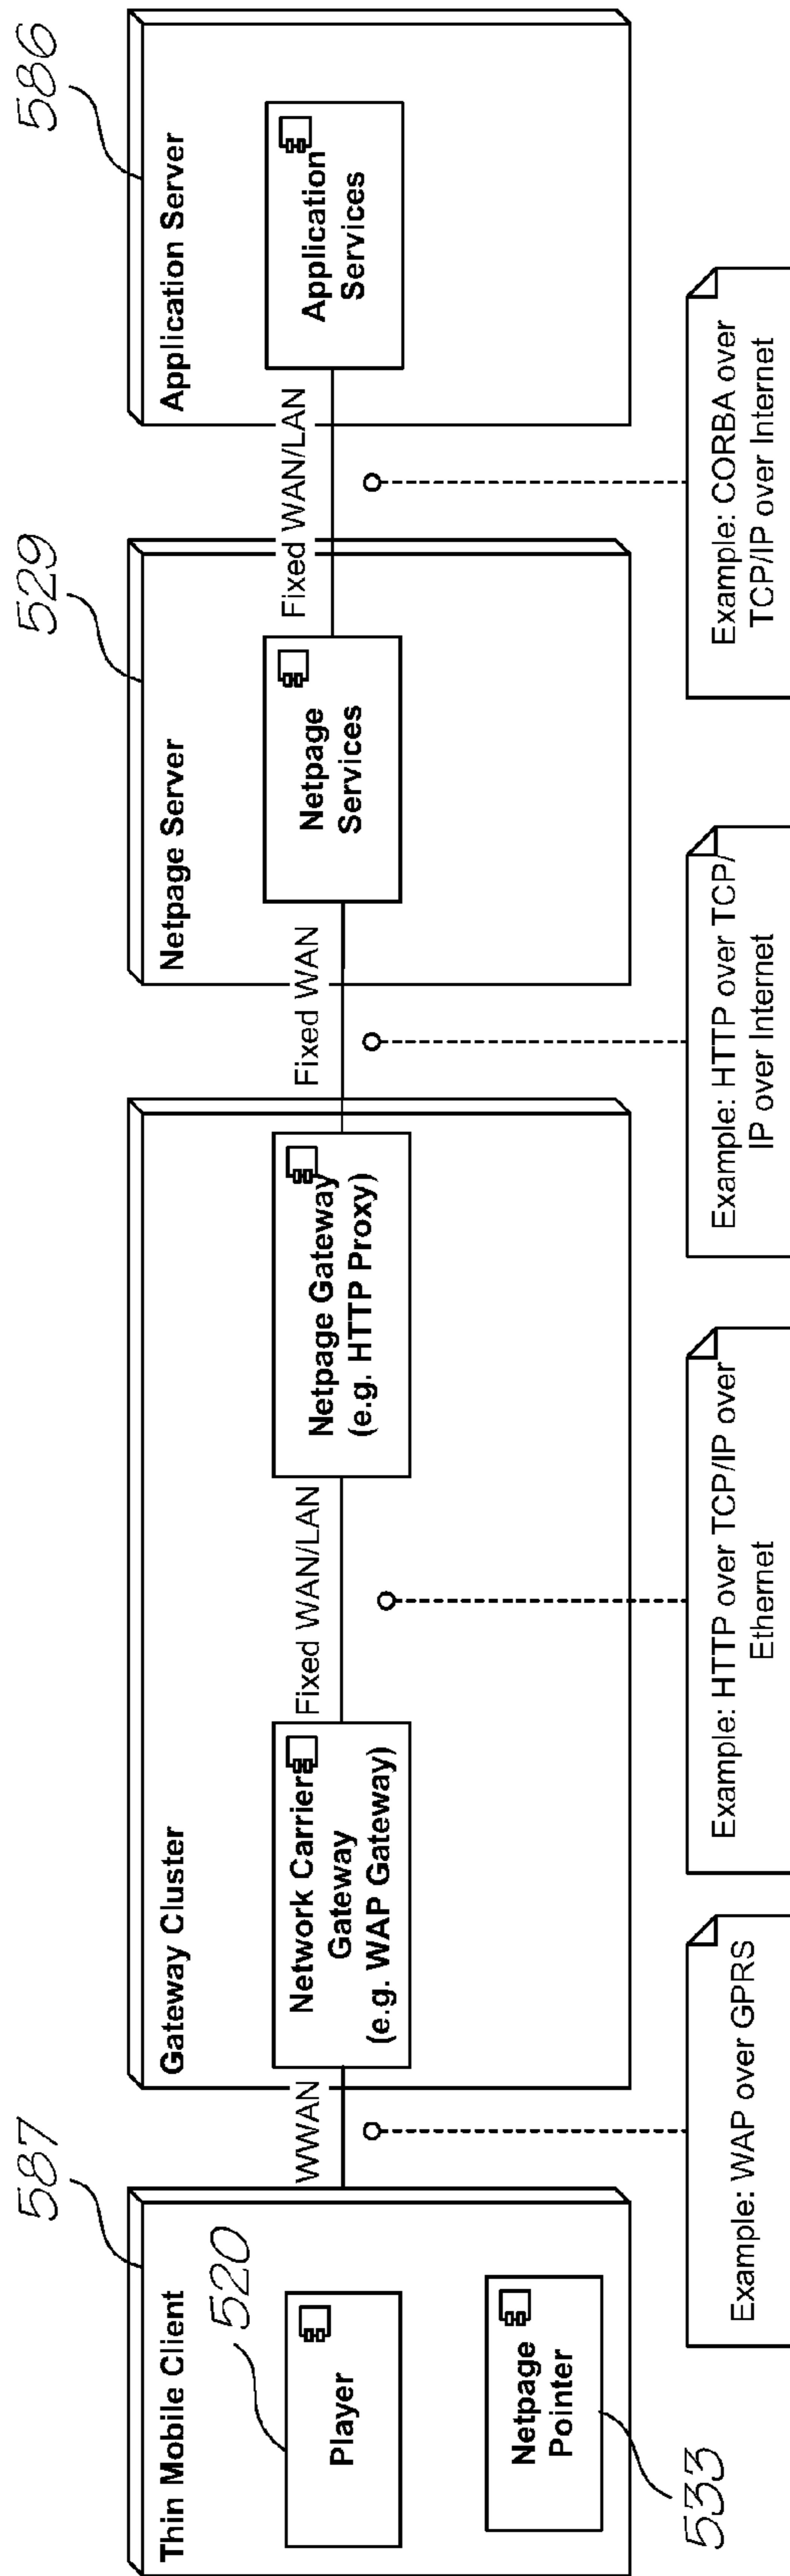 587
Thin Mobile Client
520
Player
Netpage
Pointer
533
WWAN
Example: WAP over GPRS
Gateway Cluster
Network Carrier
Gateway
(e.g. WAP Gateway)
Fixed WAN/LAN
Example: HTTP over TCP/IP over
Ethernet
Netpage Gateway
(e.g. HTTP Proxy)
Fixed WAN
Example: HTTP over TCP/
IP over Internet
529
Netpage Server
Netpage
Services
Fixed WAN/LAN
Example: CORBA over
TCP/IP over Internet
586
Application Server
Application
Services